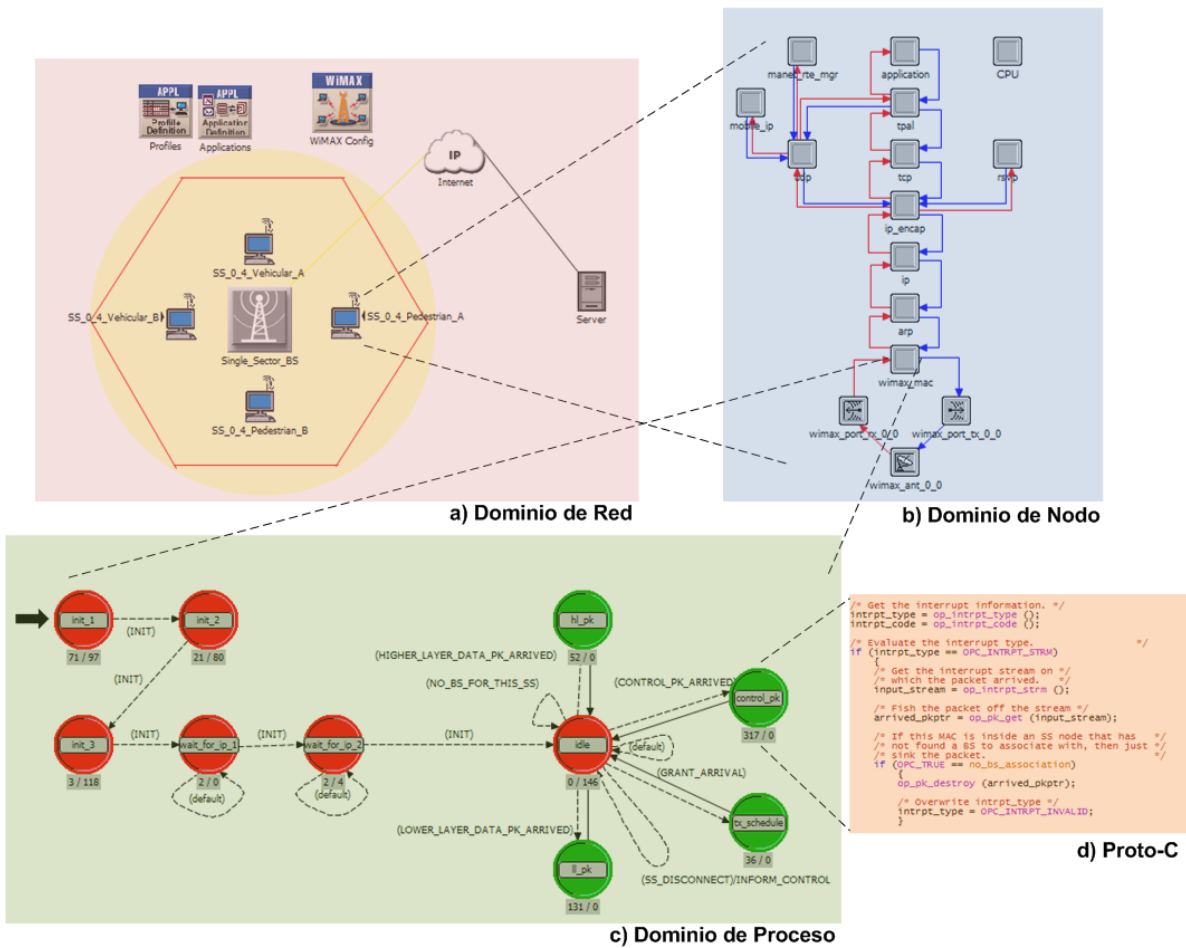 APPL
Profile
Definition
Profiles
APPL
Application
Definition
Applications
WiMAX
WiMAX Config
IP
Internet
SS_0_4_Vehicular_A
SS_0_4_Vehicular_B
SS_0_4_Pedestrian_A
Single_Sector_BS
SS_0_4_Pedestrian_B
Server
a) Dominio de Red
manet_rte_mgr
application
CPU
mobile_ip
tpal
udp
tcp
rsvp
ip_encap
ip
arp
wimax_mac
wimax_port_rx_0_0
wimax_port_tx_0_0
wimax_ant_0_0
b) Dominio de Nodo
init_1
71 / 97
(INIT)
init_2
21 / 80
(INIT)
init_3
3 / 118
(INIT)
wait_for_ip_1
2 / 0
(default)
(INIT)
wait_for_ip_2
2 / 4
(default)
(INIT)
hl_pk
52 / 0
(HIGHER_LAYER_DATA_PK_ARRIVED)
(NO_BS_FOR_THIS_SS)
(CONTROL_PK_ARRIVED)
control_pk
317 / 0
idle
0 / 146
(default)
(GRANT_ARRIVAL)
tx_schedule
36 / 0
(LOWER_LAYER_DATA_PK_ARRIVED)
ll_pk
131 / 0
(SS_DISCONNECT)/INFORM_CONTROL
c) Dominio de Proceso
/* Get the interrupt information. */
intrpt_type = op_intrpt_type ();
intrpt_code = op_intrpt_code ();
/* Evaluate the interrupt type. */
if (intrpt_type == OPC_INTRPT_STRM)
{
/* Get the interrupt stream on */
/* which the packet arrived. */
input_stream = op_intrpt_strm ();
/* Fish the packet off the stream */
arrived_pkptr = op_pk_get (input_stream);
/* If this MAC is inside an SS node that has */
/* not found a BS to associate with, then just */
/* sink the packet. */
if (OPC_TRUE == no_bs_association)
{
op_pk_destroy (arrived_pkptr);
/* Overwrite intrpt_type */
intrpt_type = OPC_INTRPT_INVALID;
}
d) Proto-C